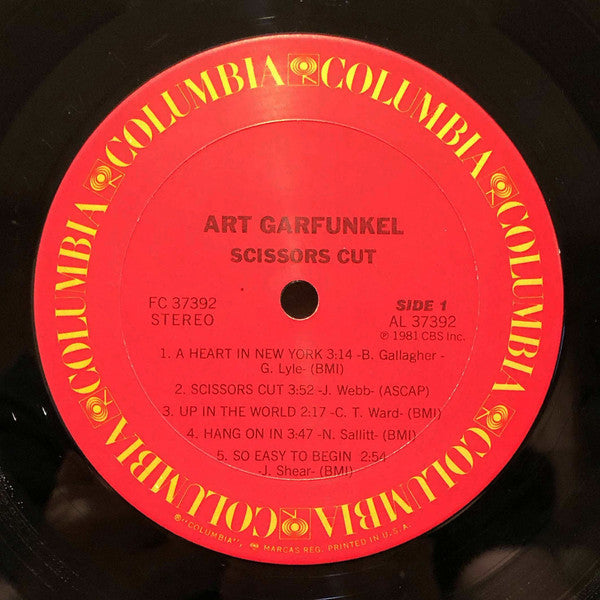 COLUMBIA COLUMBIA COLUMBIA COLUMBIA COLUMBIA COLUMBIA
ART GARFUNKEL
SCISSORS CUT
FC 37392
STEREO
SIDE 1
AL 37392
℗ 1981 CBS Inc.
1. A HEART IN NEW YORK 3:14 -B. Gallagher -
G. Lyle- (BMI)
2. SCISSORS CUT 3:52 -J. Webb- (ASCAP)
3. UP IN THE WORLD 2:17 -C. T. Ward- (BMI)
4. HANG ON IN 3:47 -N. Sallitt- (BMI)
5. SO EASY TO BEGIN 2:54
-J. Shear- (BMI)
®"COLUMBIA", MARCAS REG. PRINTED IN U.S.A.